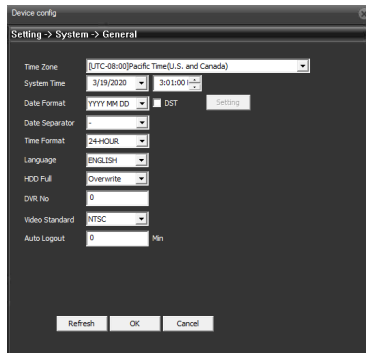 Device config
Setting -> System -> General
Time Zone [UTC-08:00]Pacific Time(U.S. and Canada)
System Time 3/19/2020 3:01:00
Date Format YYYY MM DD DST Setting
Date Separator -
Time Format 24-HOUR
Language ENGLISH
HDD Full Overwrite
DVR No 0
Video Standard NTSC
Auto Logout 0 Min
Refresh OK Cancel